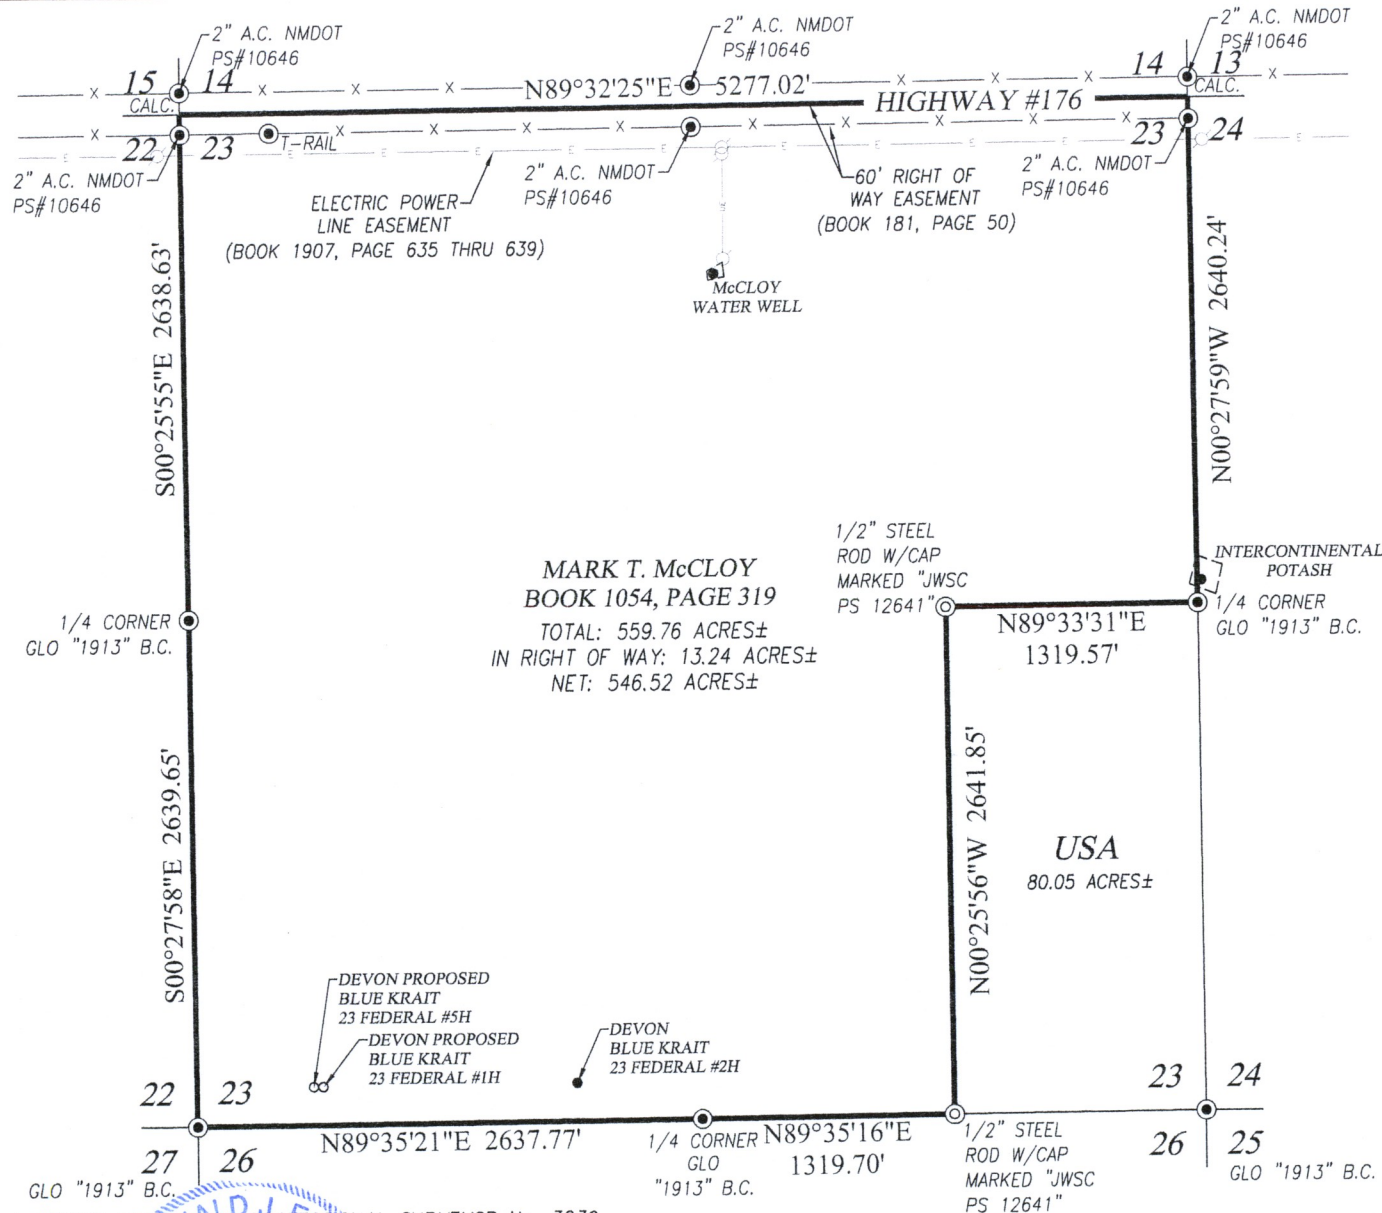 2" A.C. NMDOT
PS#10646
2" A.C. NMDOT
PS#10646
2" A.C. NMDOT
PS#10646
15 14
CALC.
N89°32'25"E 5277.02'
14 13
CALC.
HIGHWAY #176
22 23
T-RAIL
23 24
2" A.C. NMDOT
PS#10646
ELECTRIC POWER
LINE EASEMENT
(BOOK 1907, PAGE 635 THRU 639)
2" A.C. NMDOT
PS#10646
60' RIGHT OF
WAY EASEMENT
(BOOK 181, PAGE 50)
2" A.C. NMDOT
PS#10646
S00°25'55"E 2638.63'
McCLOY
WATER WELL
N00°27'59"W 2640.24'
1/2" STEEL
ROD W/CAP
MARKED "JWSC
PS 12641"
INTERCONTINENTAL
POTASH
MARK T. McCLOY
BOOK 1054, PAGE 319
TOTAL: 559.76 ACRES±
IN RIGHT OF WAY: 13.24 ACRES±
NET: 546.52 ACRES±
1/4 CORNER
GLO "1913" B.C.
N89°33'31"E
1319.57'
1/4 CORNER
GLO "1913" B.C.
S00°27'58"E 2639.65'
N00°25'56"W 2641.85'
USA
80.05 ACRES±
DEVON PROPOSED
BLUE KRAIT
23 FEDERAL #5H
DEVON PROPOSED
BLUE KRAIT
23 FEDERAL #1H
DEVON
BLUE KRAIT
23 FEDERAL #2H
22 23
23 24
N89°35'21"E 2637.77'
1/4 CORNER
GLO
"1913" B.C.
N89°35'16"E
1319.70'
1/2" STEEL
ROD W/CAP
MARKED "JWSC
PS 12641"
27 26
GLO "1913" B.C.
26 25
GLO "1913" B.C.